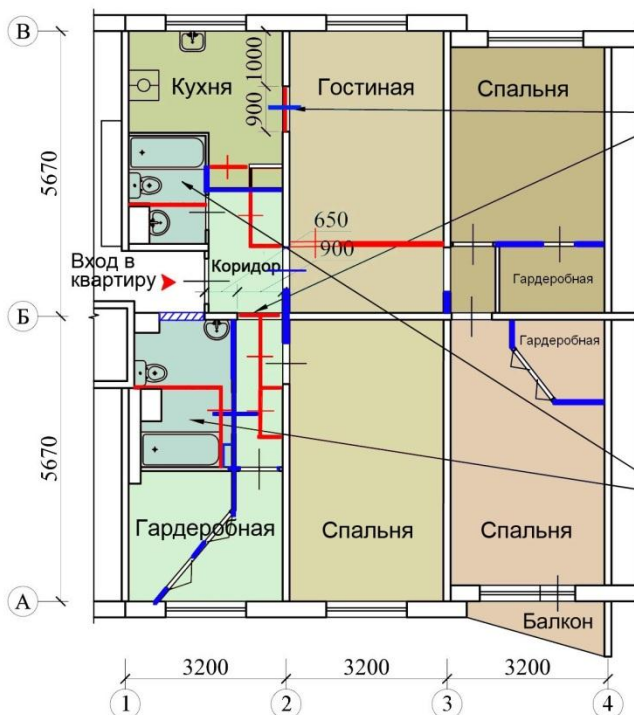 В
Кухня
1000
900
Гостиная
Спальня
5670
650
900
Вход в
квартиру
Коридор
Гардеробная
Б
Гардеробная
5670
Гардеробная
Спальня
Спальня
А
Балкон
3200
3200
3200
1
2
3
4